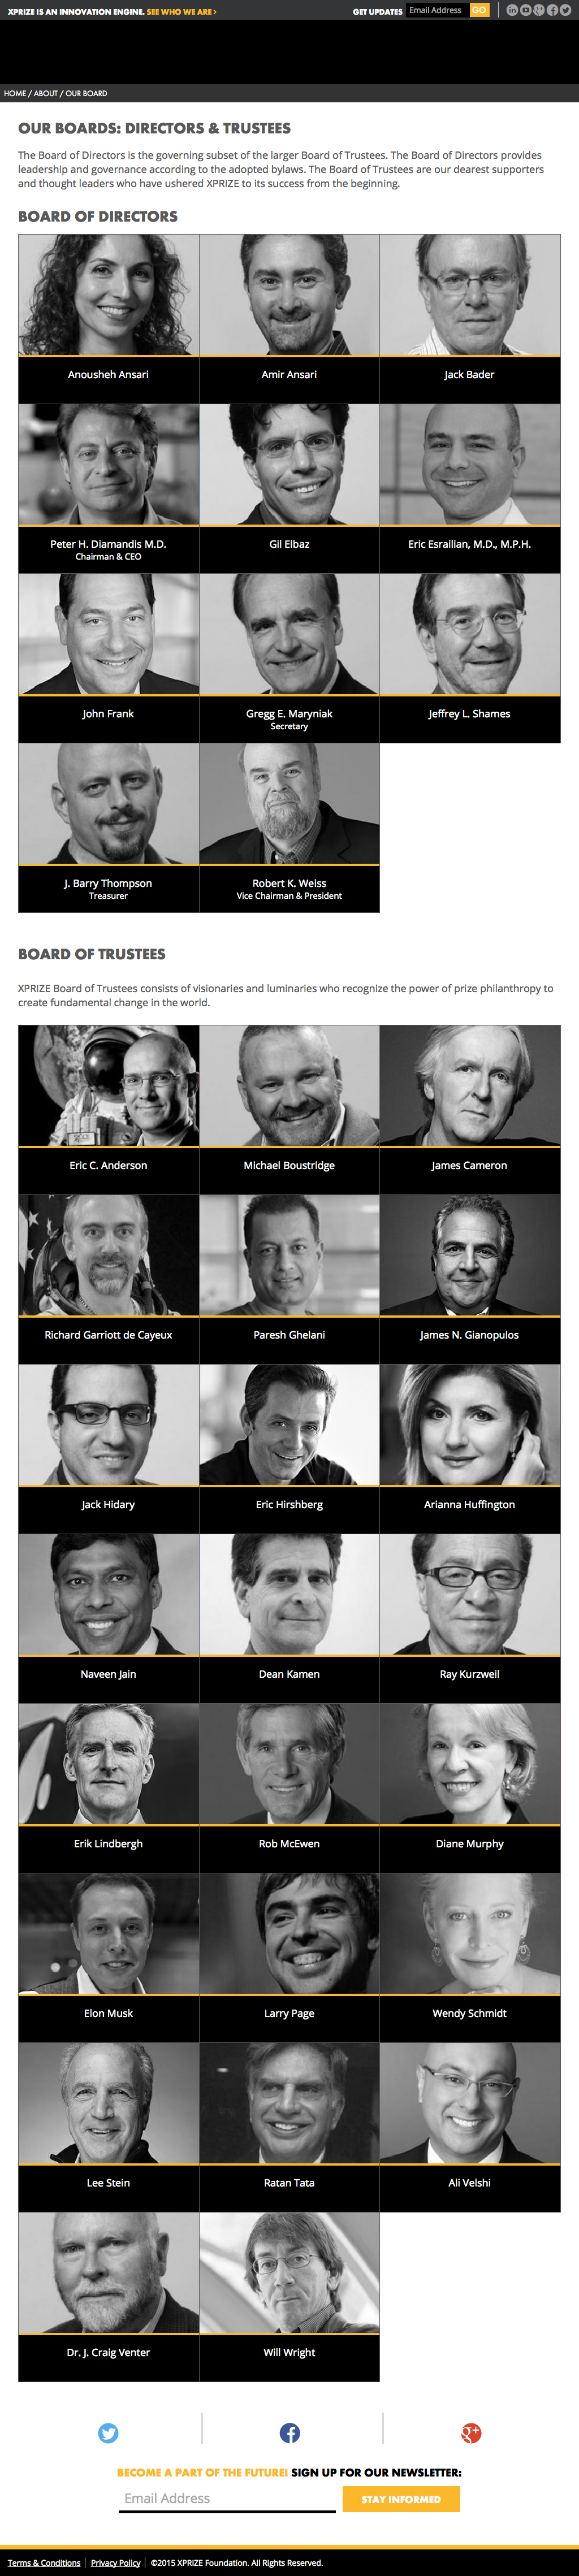 XPRIZE IS AN INNOVATION ENGINE. SEE WHO WE ARE ›
GET UPDATES Email Address GO
HOME / ABOUT / OUR BOARD
OUR BOARDS: DIRECTORS & TRUSTEES
The Board of Directors is the governing subset of the larger Board of Trustees. The Board of Directors provides
leadership and governance according to the adopted bylaws. The Board of Trustees are our dearest supporters
and thought leaders who have ushered XPRIZE to its success from the beginning.
BOARD OF DIRECTORS
Anousheh Ansari
Amir Ansari
Jack Bader
Peter H. Diamandis M.D.
Chairman & CEO
Gil Elbaz
Eric Esrailian, M.D., M.P.H.
John Frank
Gregg E. Maryniak
Secretary
Jeffrey L. Shames
J. Barry Thompson
Treasurer
Robert K. Weiss
Vice Chairman & President
BOARD OF TRUSTEES
XPRIZE Board of Trustees consists of visionaries and luminaries who recognize the power of prize philanthropy to
create fundamental change in the world.
Eric C. Anderson
Michael Boustridge
James Cameron
Richard Garriott de Cayeux
Paresh Ghelani
James N. Gianopulos
Jack Hidary
Eric Hirshberg
Arianna Huffington
Naveen Jain
Dean Kamen
Ray Kurzweil
Erik Lindbergh
Rob McEwen
Diane Murphy
Elon Musk
Larry Page
Wendy Schmidt
Lee Stein
Ratan Tata
Ali Velshi
Dr. J. Craig Venter
Will Wright
BECOME A PART OF THE FUTURE! SIGN UP FOR OUR NEWSLETTER:
Email Address STAY INFORMED
Terms & Conditions | Privacy Policy | ©2015 XPRIZE Foundation. All Rights Reserved.